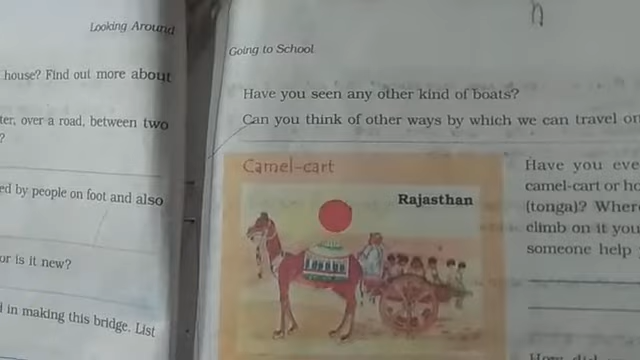 Looking Around
house? Find out more about
ter, over a road, between two
?
ed by people on foot and also
or is it new?
in making this bridge. List
Going to School
Have you seen any other kind of boats?
Can you think of other ways by which we can travel on
Camel-cart
Rajasthan
Have you eve
camel-cart or ho
(tonga)? Wher
climb on it you
someone help
How did